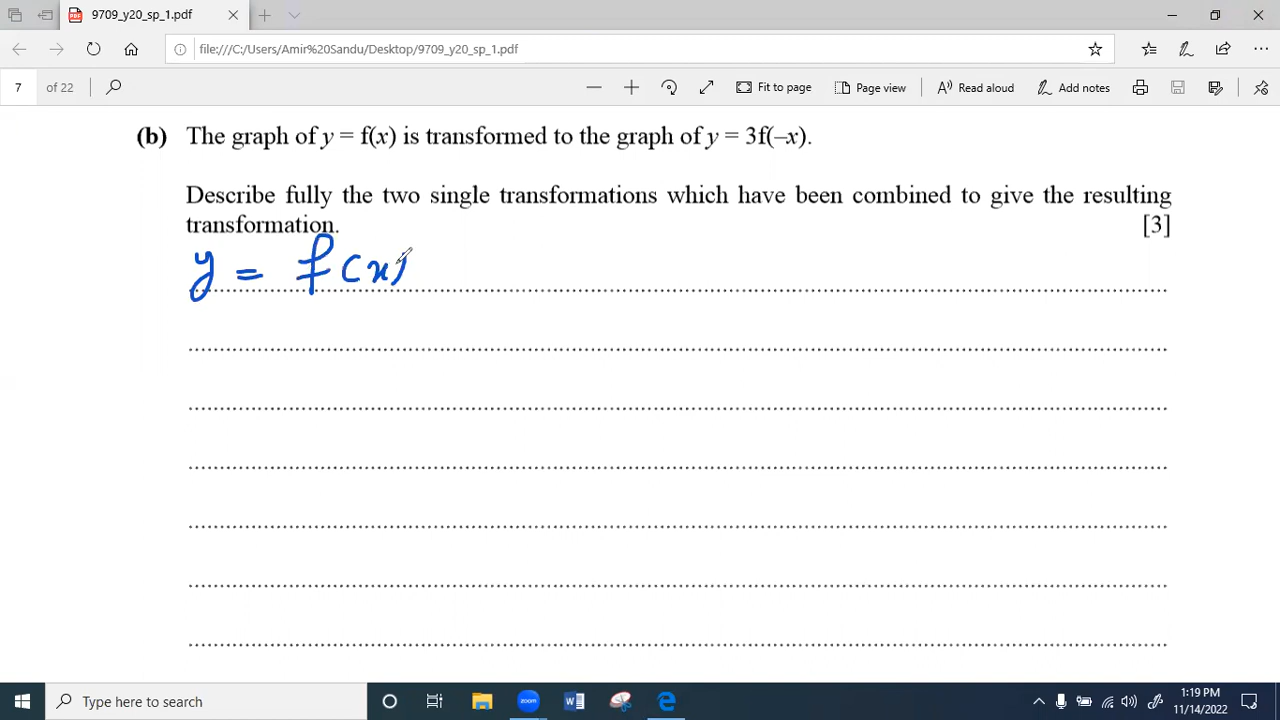 9709_y20_sp_1.pdf
file:///C:/Users/Amir%20Sandu/Desktop/9709_y20_sp_1.pdf
7 of 22 Fit to page Page view Read aloud Add notes
(b) The graph of y = f(x) is transformed to the graph of y = 3f(–x).
Describe fully the two single transformations which have been combined to give the resulting
transformation. [3]
y = f(x)
Type here to search
zoom
1:19 PM
11/14/2022